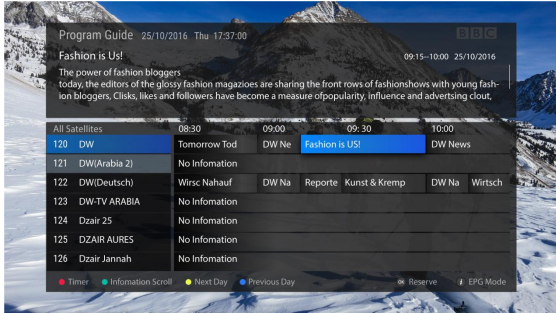 Program Guide 25/10/2016 Thu 17:37:00 BBC
Fashion is Us! 09:15--10:00 25/10/2016
The power of fashion bloggers
today, the editors of the glossy fashion magazioes are sharing the front rows of fashionshows with young fash-
ion bloggers, Clisks, likes and followers have become a measure ofpopularity, influence and advertsing clout,
All Satellites 08:30 09:00 09: 30 10:00
120 DW Tomorrow Tod DW Ne Fashion is US! DW News
121 DW(Arabia 2) No Infomation
122 DW(Deutsch) Wirsc Nahauf DW Na Reporte Kunst & Kremp DW Na Wirtsch
123 DW-TV ARABIA No Infomation
124 Dzair 25 No Infomation
125 DZAIR AURES No Infomation
126 Dzair Jannah No Infomation
Timer Infomation Scroll Next Day Previous Day OK Reserve i EPG Mode